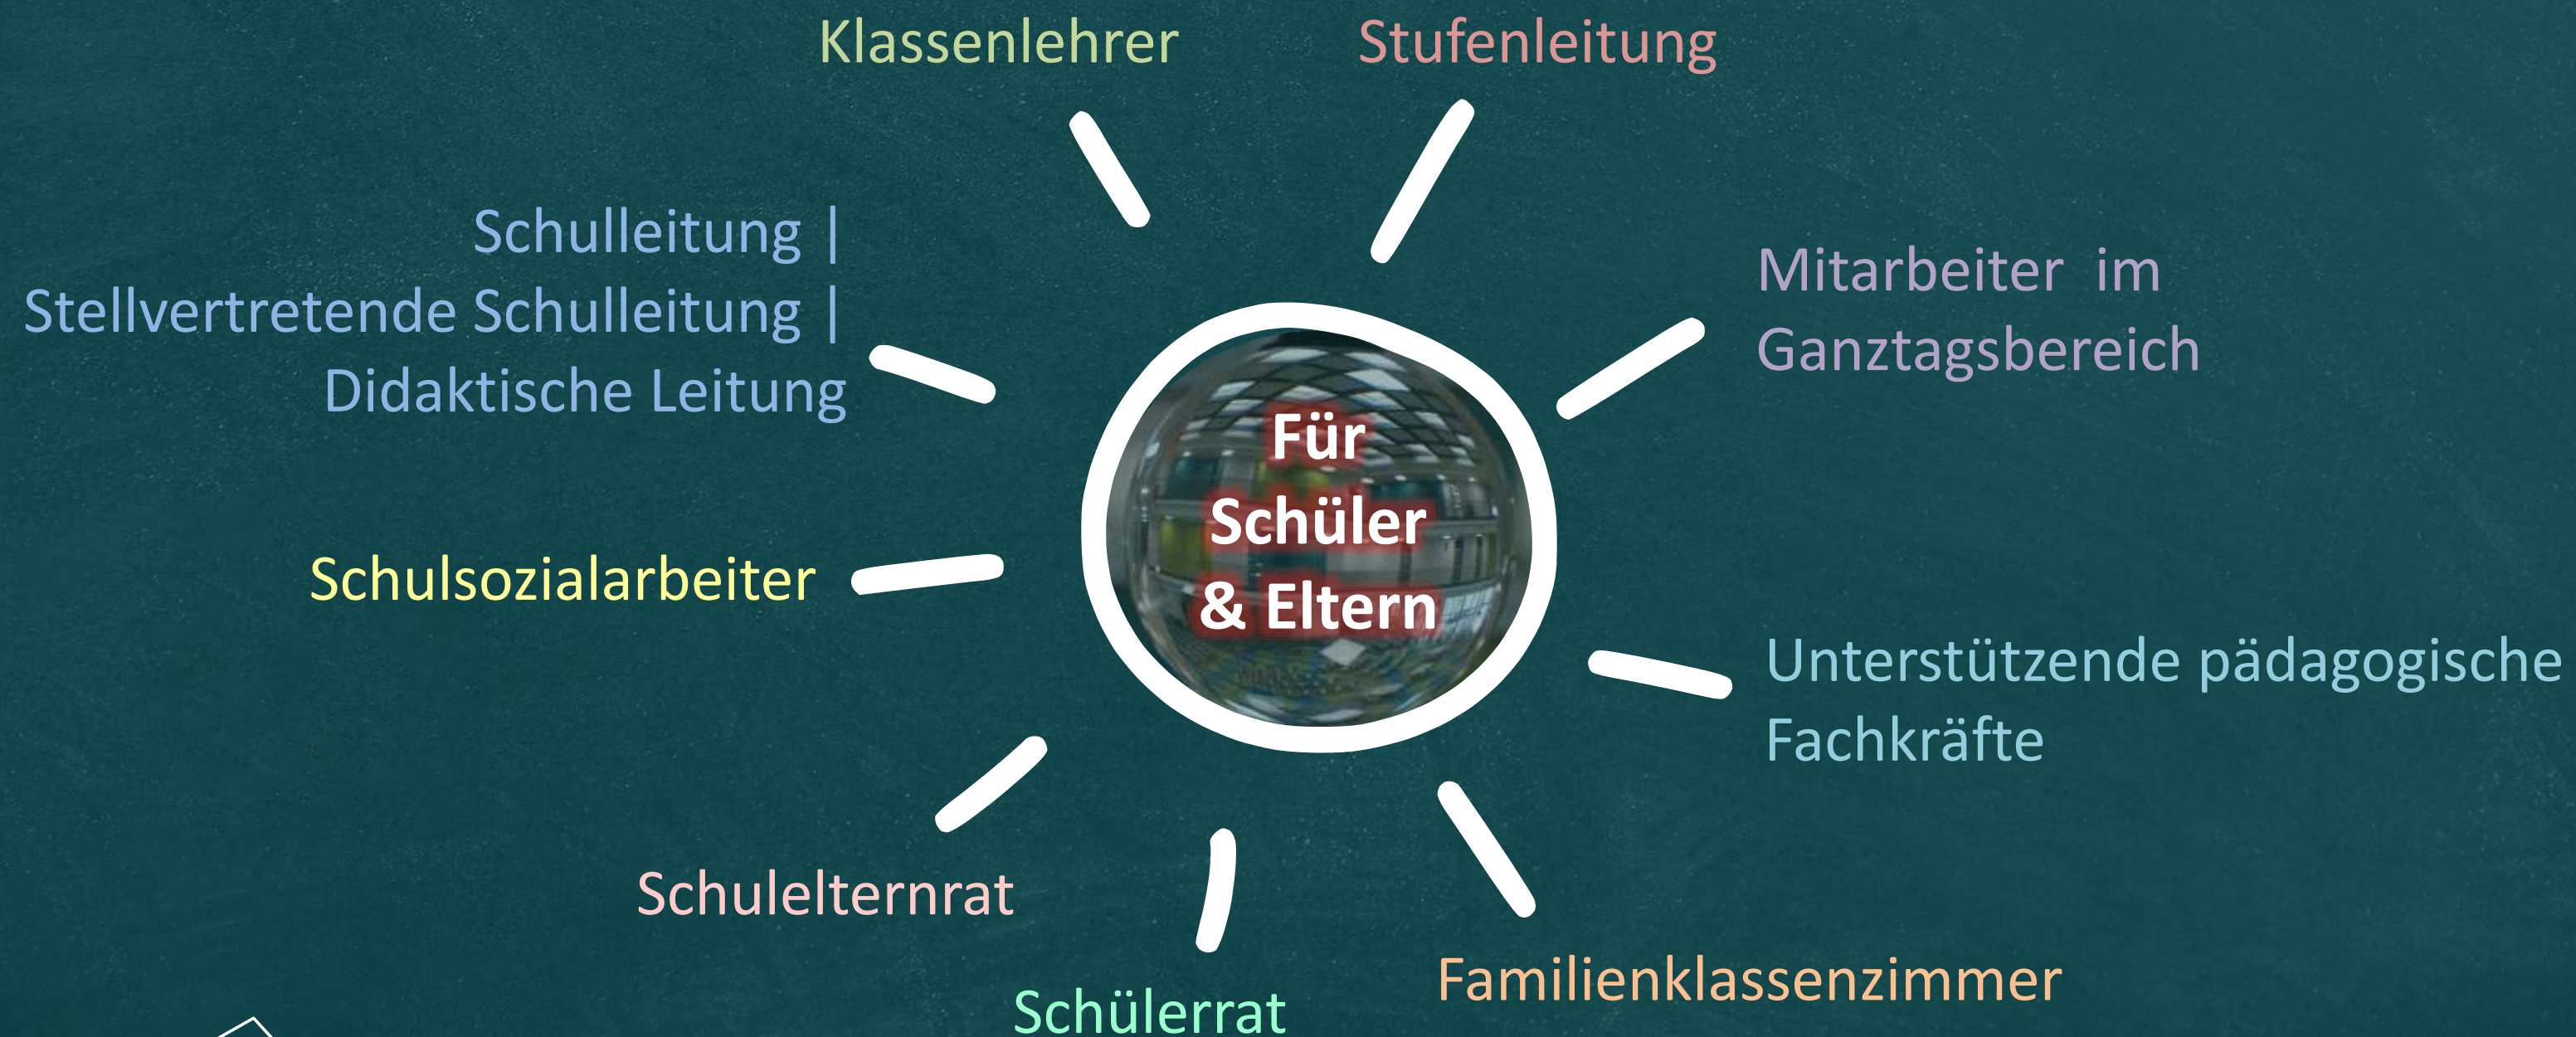 Klassenlehrer
Stufenleitung
Schulleitung |
Stellvertretende Schulleitung |
Didaktische Leitung
Mitarbeiter im
Ganztagsbereich
Für
Schüler
& Eltern
Schulsozialarbeiter
Unterstützende pädagogische
Fachkräfte
Schulelternrat
Familienklassenzimmer
Schülerrat